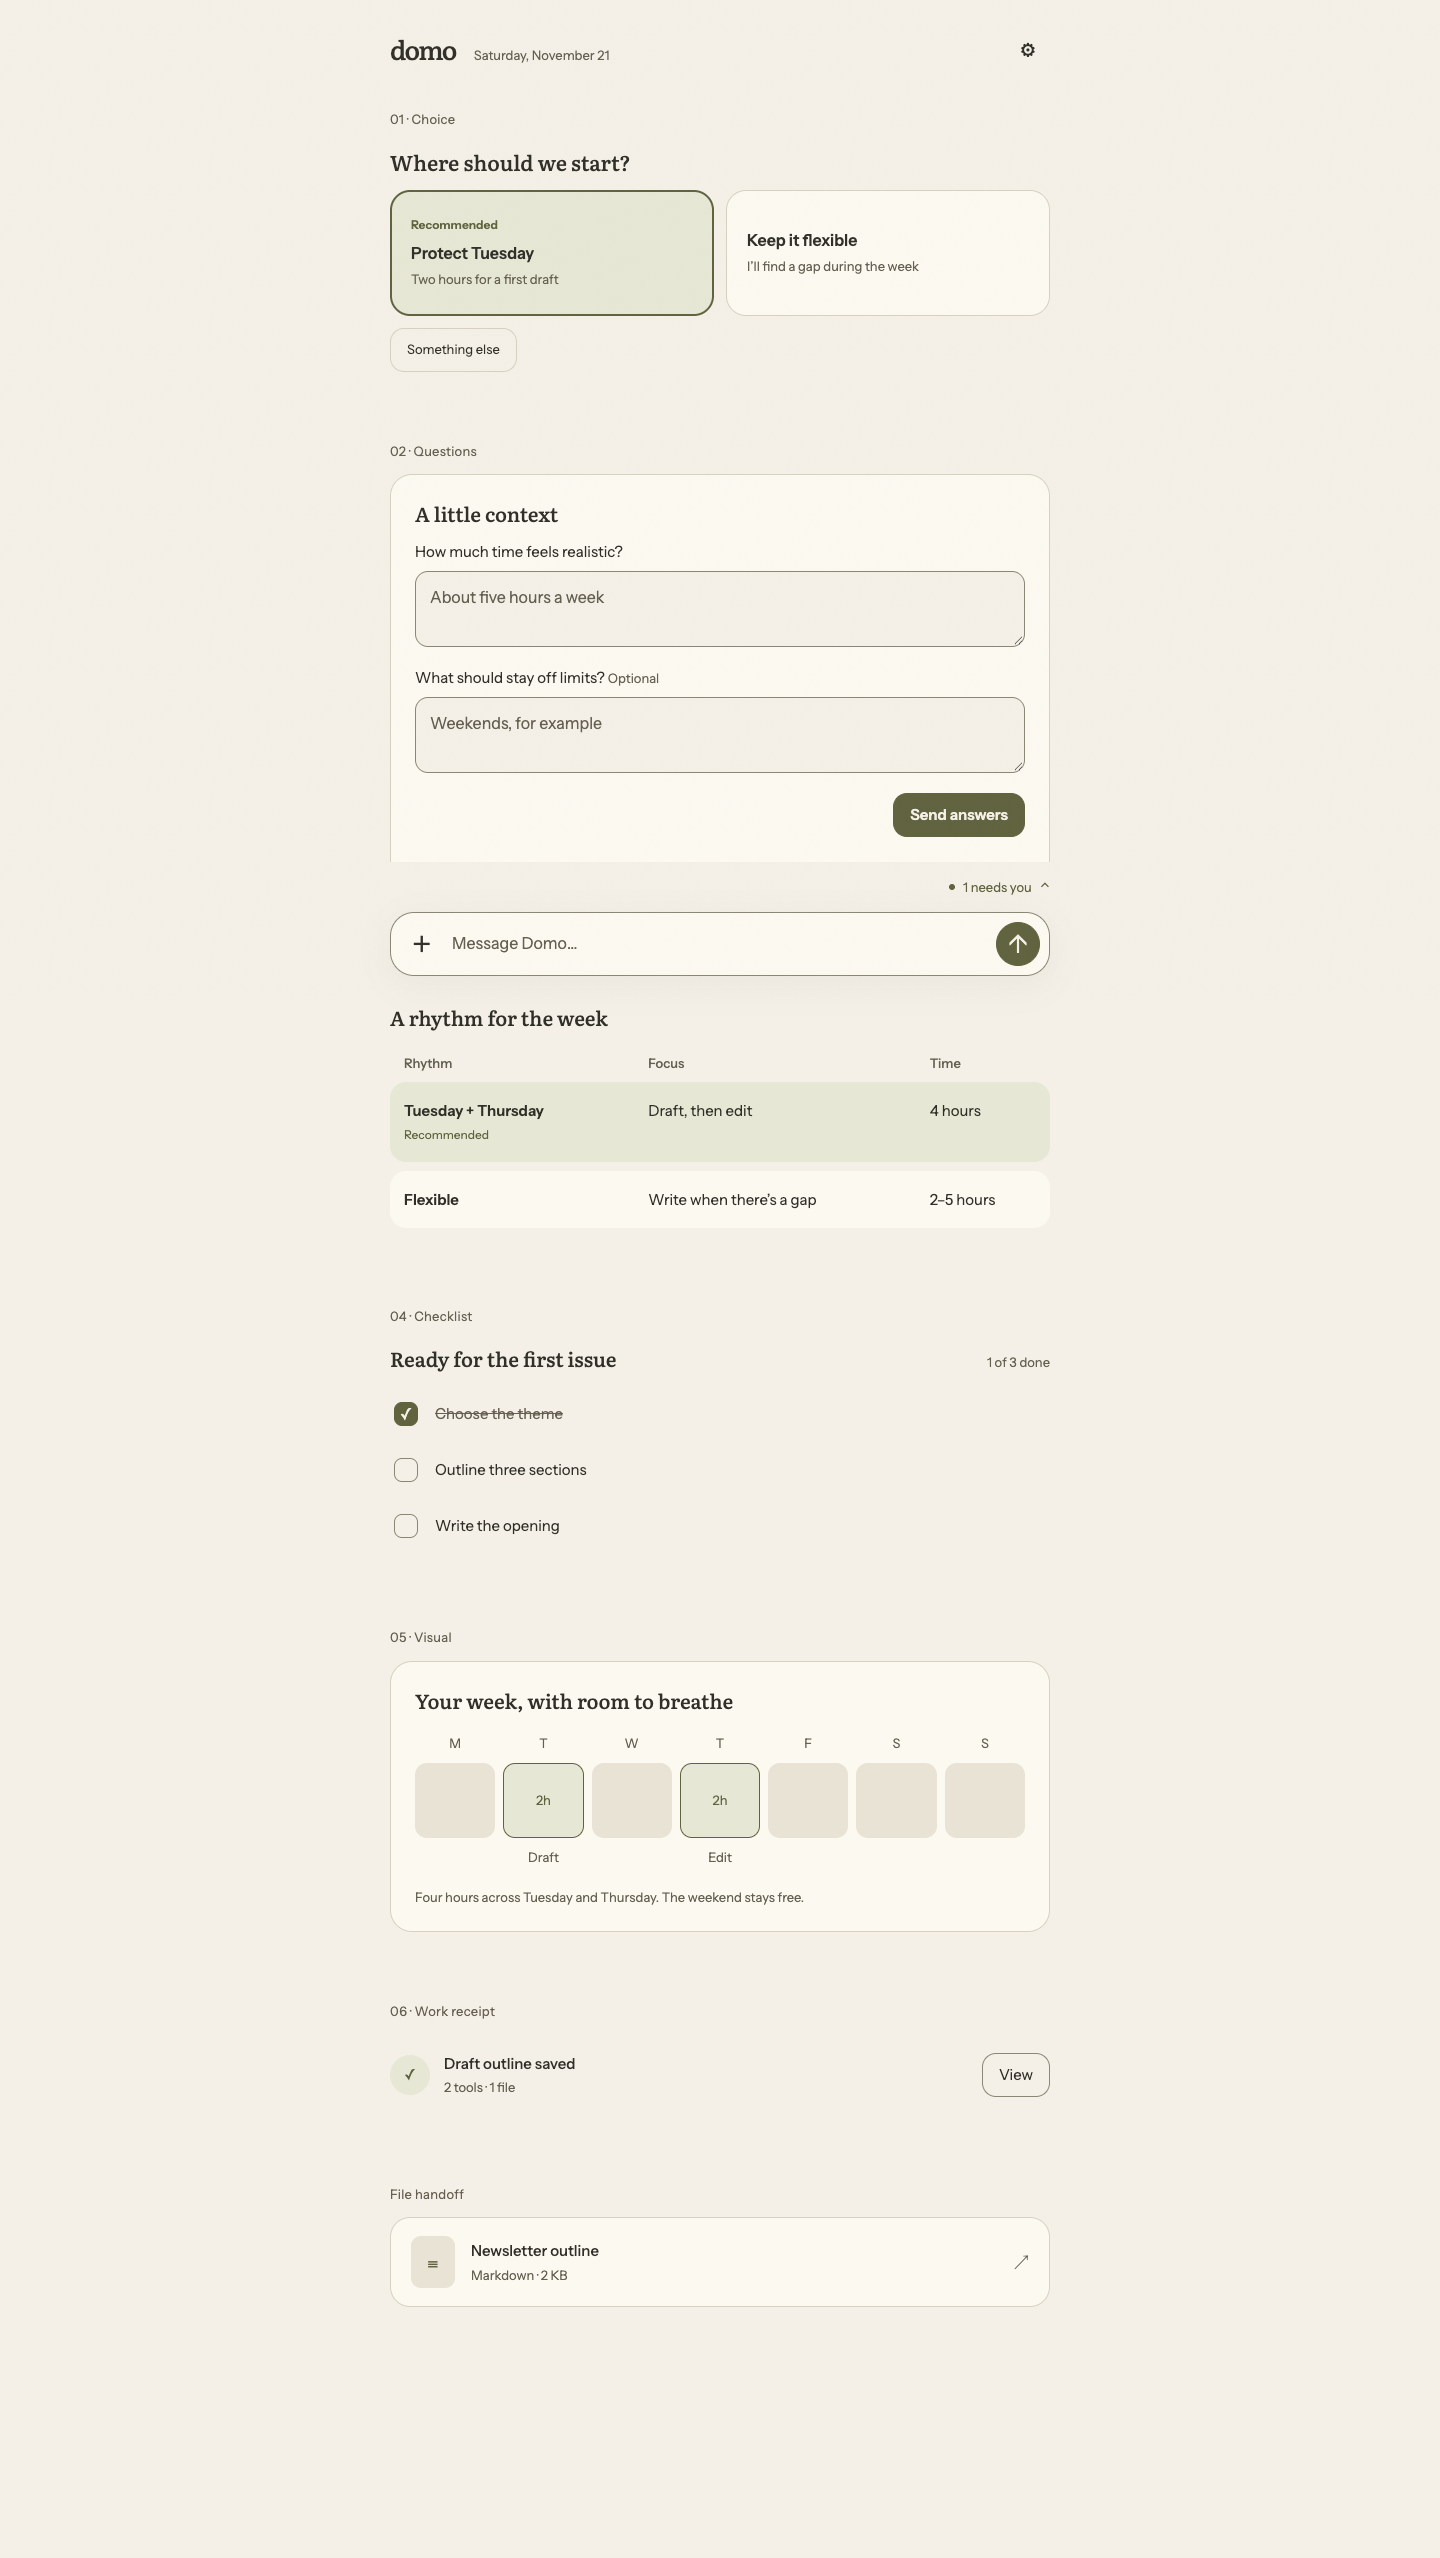 domo Saturday, November 21
01 · Choice
Where should we start?
Recommended
Protect Tuesday
Two hours for a first draft
Keep it flexible
I'll find a gap during the week
Something else
02 · Questions
A little context
How much time feels realistic?
About five hours a week
What should stay off limits? Optional
Weekends, for example
Send answers
1 needs you
Message Domo...
A rhythm for the week
Rhythm Focus Time
Tuesday + Thursday Draft, then edit 4 hours
Recommended
Flexible Write when there's a gap 2–5 hours
04 · Checklist
Ready for the first issue 1 of 3 done
Choose the theme
Outline three sections
Write the opening
05 · Visual
Your week, with room to breathe
M T W T F S S
2h 2h
Draft Edit
Four hours across Tuesday and Thursday. The weekend stays free.
06 · Work receipt
Draft outline saved
2 tools · 1 file
View
File handoff
Newsletter outline
Markdown · 2 KB